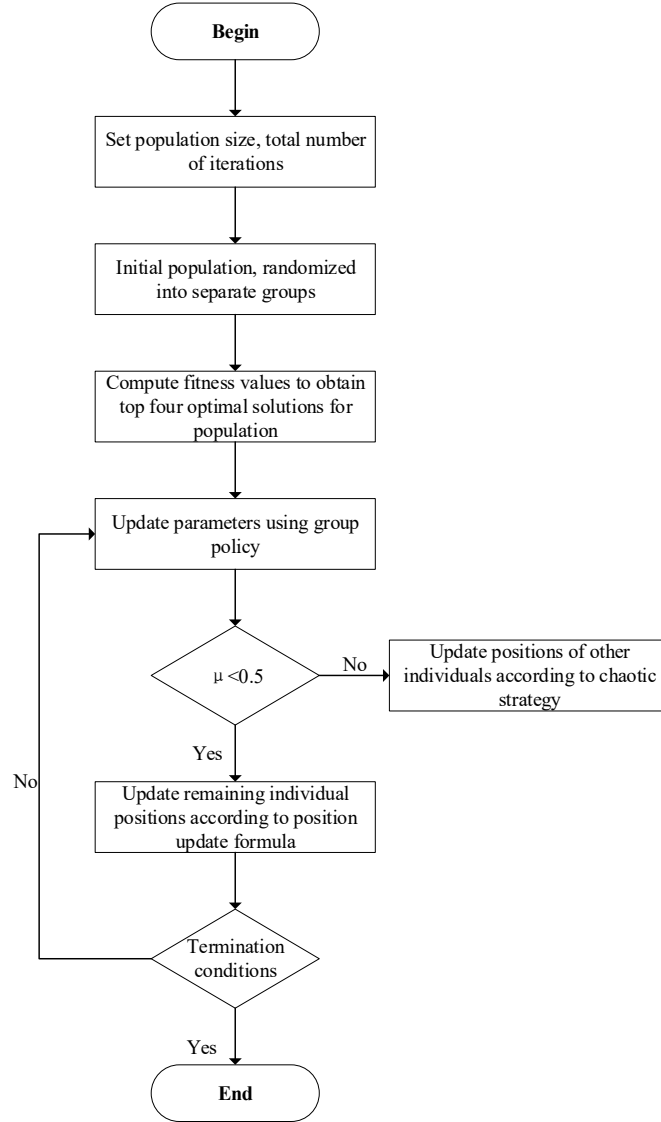 Begin
Set population size, total number
of iterations
Initial population, randomized
into separate groups
Compute fitness values to obtain
top four optimal solutions for
population
Update parameters using group
policy
μ<0.5
No
Update positions of other
individuals according to chaotic
strategy
Yes
No
Update remaining individual
positions according to position
update formula
Termination
conditions
Yes
End